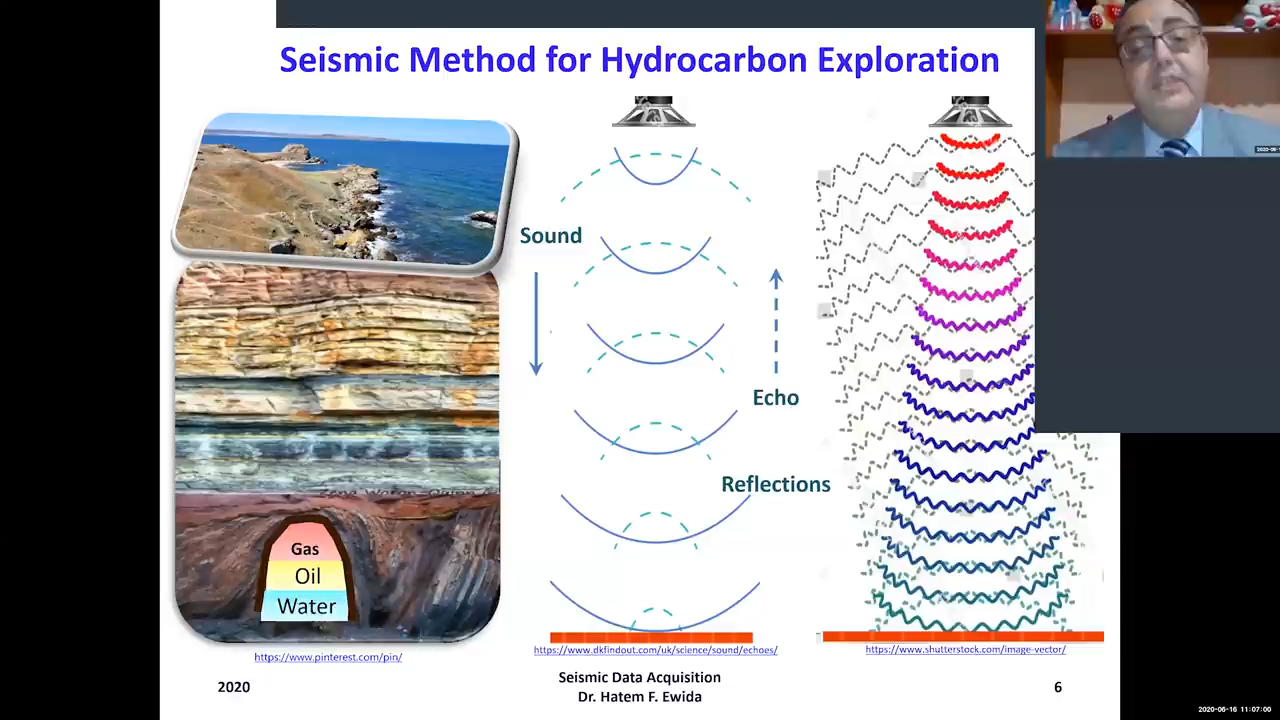 Seismic Method for Hydrocarbon Exploration
Sound
Echo
Reflections
Gas
Oil
Water
https://www.pinterest.com/pin/
https://www.dkfindout.com/uk/science/sound/echoes/
https://www.shutterstock.com/image-vector/
2020
Seismic Data Acquisition
Dr. Hatem F. Ewida
6
2020-06-16 11:07:00